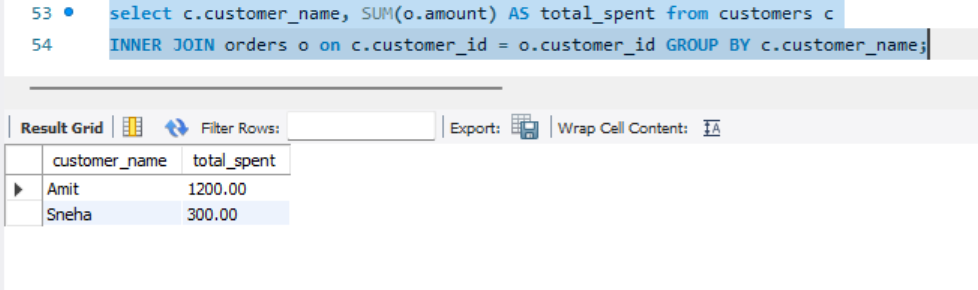 53 select c.customer_name, SUM(o.amount) AS total_spent from customers c
54 INNER JOIN orders o on c.customer_id = o.customer_id GROUP BY c.customer_name;
Result Grid Filter Rows: Export: Wrap Cell Content: IA
customer_name total_spent
Amit 1200.00
Sneha 300.00